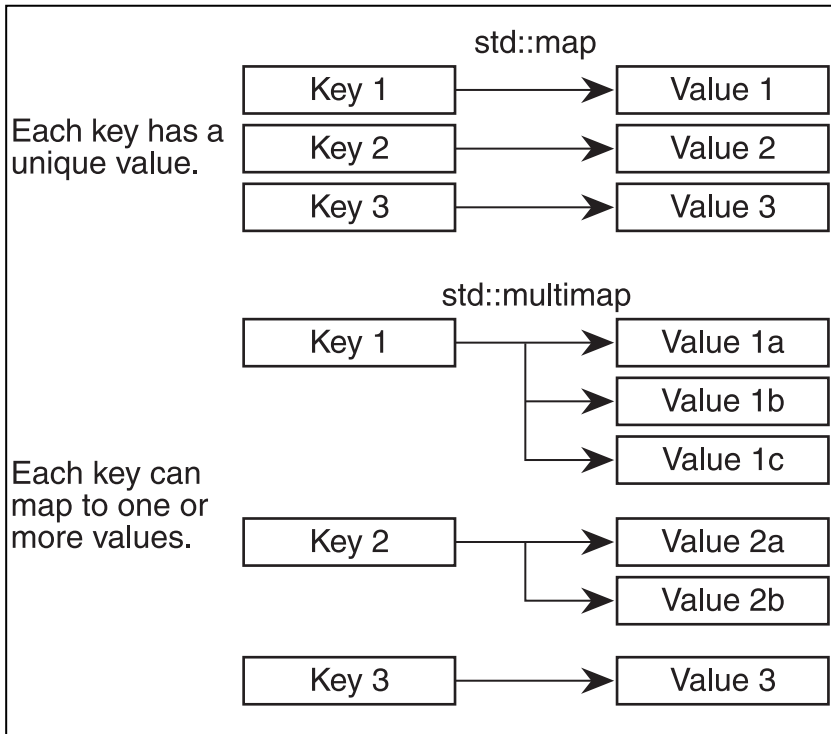 std::map
Key 1
Value 1
Each key has a
unique value.
Key 2
Value 2
Key 3
Value 3
std::multimap
Key 1
Value 1a
Value 1b
Value 1c
Each key can
map to one or
more values.
Key 2
Value 2a
Value 2b
Key 3
Value 3